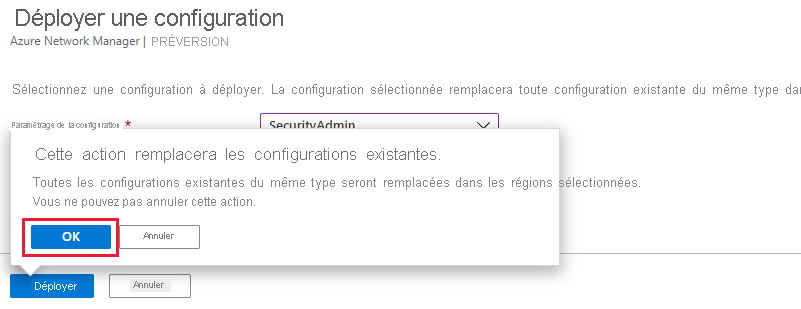 Déployer une configuration
Azure Network Manager | PRÉVERSION
Sélectionnez une configuration à déployer. La configuration sélectionnée remplacera toute configuration existante du même type dan
Paramétrage de la configuration *
SecurityAdmin
Cette action remplacera les configurations existantes.
Toutes les configurations existantes du même type seront remplacées dans les régions sélectionnées.
Vous ne pouvez pas annuler cette action.
OK Annuler
Déployer Annuler